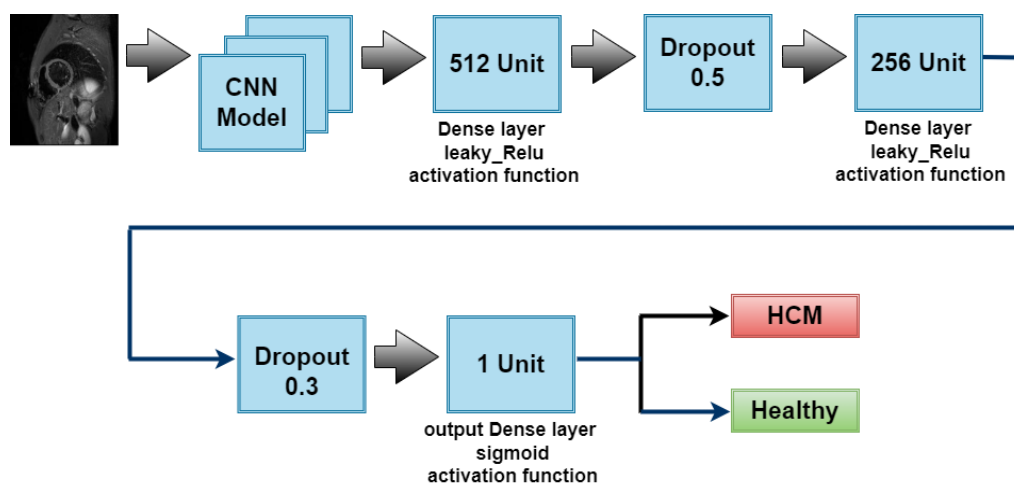 CNN
Model
512 Unit
Dense layer
leaky_Relu
activation function
Dropout
0.5
256 Unit
Dense layer
leaky_Relu
activation function
Dropout
0.3
1 Unit
output Dense layer
sigmoid
activation function
HCM
Healthy